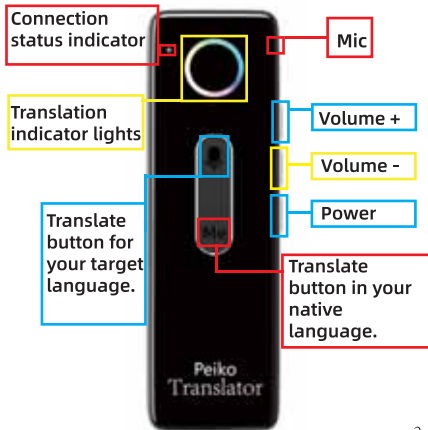 Connection
status indicator
Mic
Translation
indicator lights
Volume +
Volume -
Power
Translate
button for
your target
language.
Translate
button in your
native
language.
Peiko
Translator